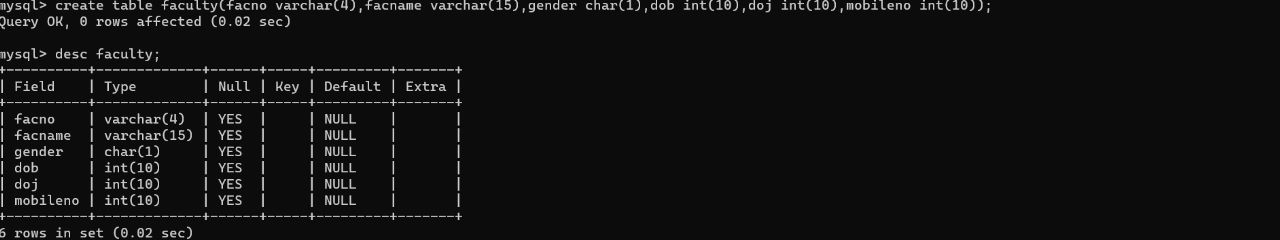 mysql> create table faculty(facno varchar(4),facname varchar(15),gender char(1),dob int(10),doj int(10),mobileno int(10));
Query OK, 0 rows affected (0.02 sec)

mysql> desc faculty;
+----------+-------------+------+-----+---------+-------+
| Field    | Type        | Null | Key | Default | Extra |
+----------+-------------+------+-----+---------+-------+
| facno    | varchar(4)  | YES  |     | NULL    |       |
| facname  | varchar(15) | YES  |     | NULL    |       |
| gender   | char(1)     | YES  |     | NULL    |       |
| dob      | int(10)     | YES  |     | NULL    |       |
| doj      | int(10)     | YES  |     | NULL    |       |
| mobileno | int(10)     | YES  |     | NULL    |       |
+----------+-------------+------+-----+---------+-------+
6 rows in set (0.02 sec)